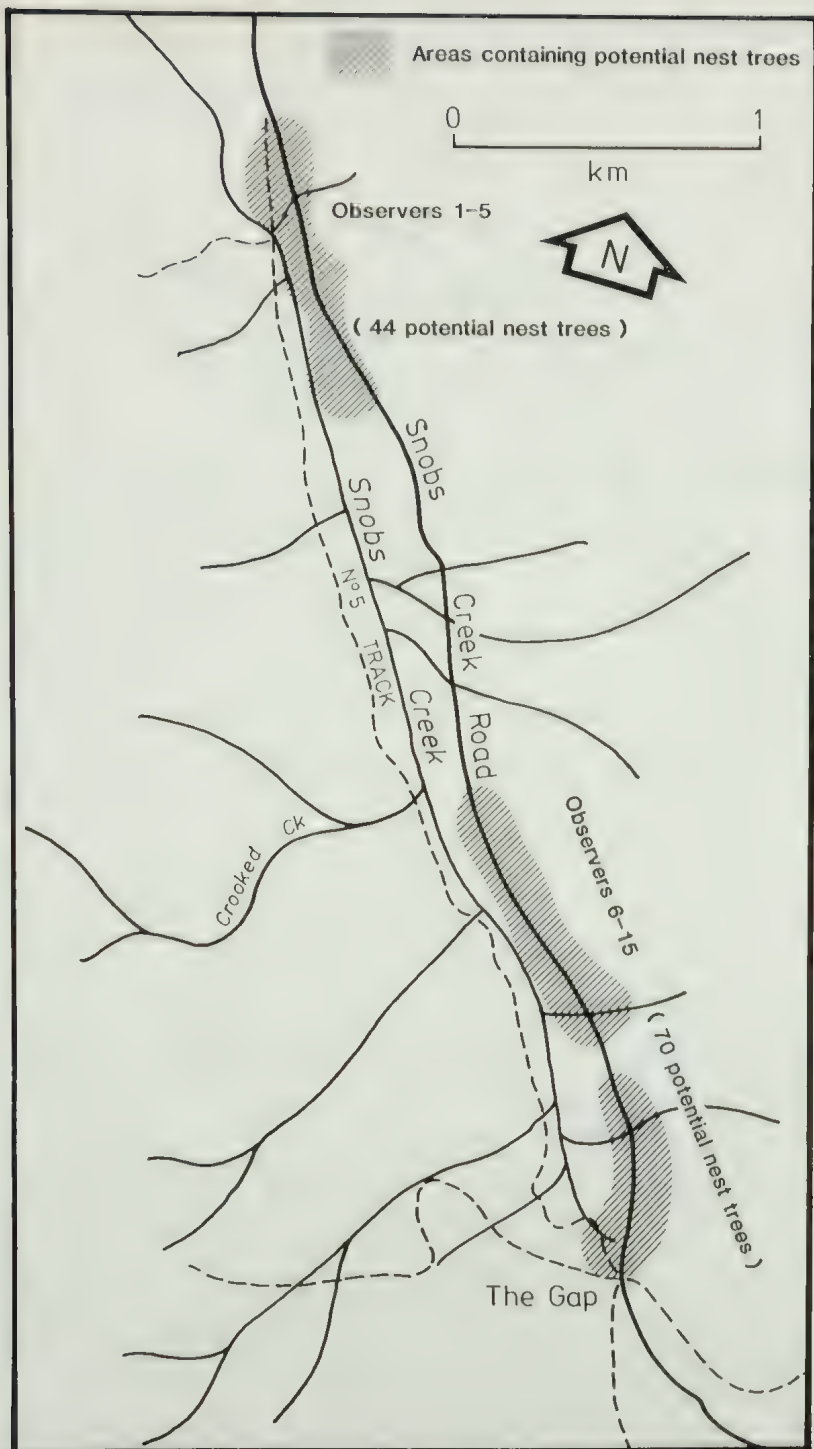 Areas containing potential nest trees
0 1
km
N
Observers 1-5
( 44 potential nest trees )
Snobs
Creek
Road
Snobs
Creek
Nº5
TRACK
Crooked Ck
Observers 6-15
( 70 potential nest trees )
The Gap